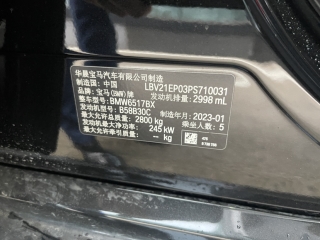 华晨宝马汽车有限公司制造
制造国：中国 LBV21EP03PS710031
品牌：宝马(BMW)牌 发动机排量：2998 mL
整车型号：BMW6517BX
发动机型号：B58B30C 制造年月：2023-01
最大允许总质量：2800 kg 乘坐人数：5
发动机最大净功率：245 kW
最大允许 -- kg